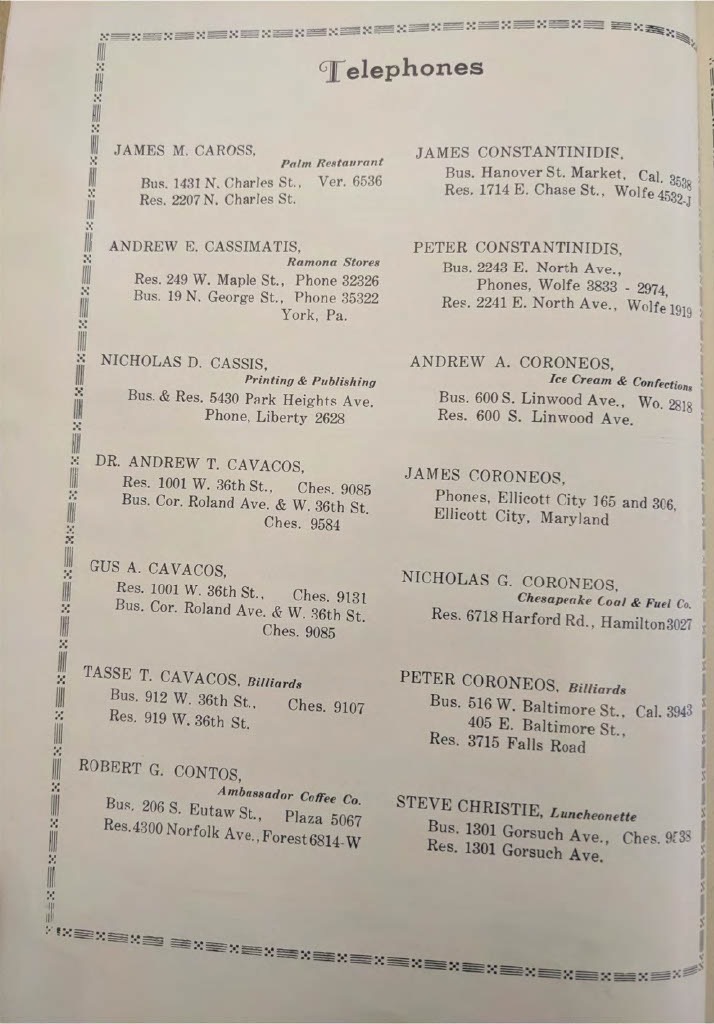 Telephones
JAMES M. CAROSS,
Palm Restaurant
Bus. 1431 N. Charles St., Ver. 6536
Res. 2207 N. Charles St.
ANDREW E. CASSIMATIS,
Ramona Stores
Res. 249 W. Maple St., Phone 32326
Bus. 19 N. George St., Phone 35322
York, Pa.
NICHOLAS D. CASSIS,
Printing & Publishing
Bus. & Res. 5430 Park Heights Ave.
Phone, Liberty 2628
DR. ANDREW T. CAVACOS,
Res. 1001 W. 36th St., Ches. 9085
Bus. Cor. Roland Ave. & W. 36th St.
Ches. 9584
GUS A. CAVACOS,
Res. 1001 W. 36th St., Ches. 9131
Bus. Cor. Roland Ave. & W. 36th St.
Ches. 9085
TASSE T. CAVACOS, Billiards
Bus. 912 W. 36th St., Ches. 9107
Res. 919 W. 36th St.
ROBERT G. CONTOS,
Ambassador Coffee Co.
Bus. 206 S. Eutaw St., Plaza 5067
Res. 4300 Norfolk Ave., Forest 6814-W
JAMES CONSTANTINIDIS,
Bus. Hanover St. Market, Cal. 3538
Res. 1714 E. Chase St., Wolfe 4532-J
PETER CONSTANTINIDIS,
Bus. 2243 E. North Ave.,
Phones, Wolfe 3833 - 2974,
Res. 2241 E. North Ave., Wolfe 1919
ANDREW A. CORONEOS,
Ice Cream & Confections
Bus. 600 S. Linwood Ave., Wo. 2818
Res. 600 S. Linwood Ave.
JAMES CORONEOS,
Phones, Ellicott City 165 and 306,
Ellicott City, Maryland
NICHOLAS G. CORONEOS,
Chesapeake Coal & Fuel Co.
Res. 6718 Harford Rd., Hamilton 3027
PETER CORONEOS, Billiards
Bus. 516 W. Baltimore St., Cal. 3943
405 E. Baltimore St.,
Res. 3715 Falls Road
STEVE CHRISTIE, Luncheonette
Bus. 1301 Gorsuch Ave., Ches.
Res. 1301 Gorsuch Ave.